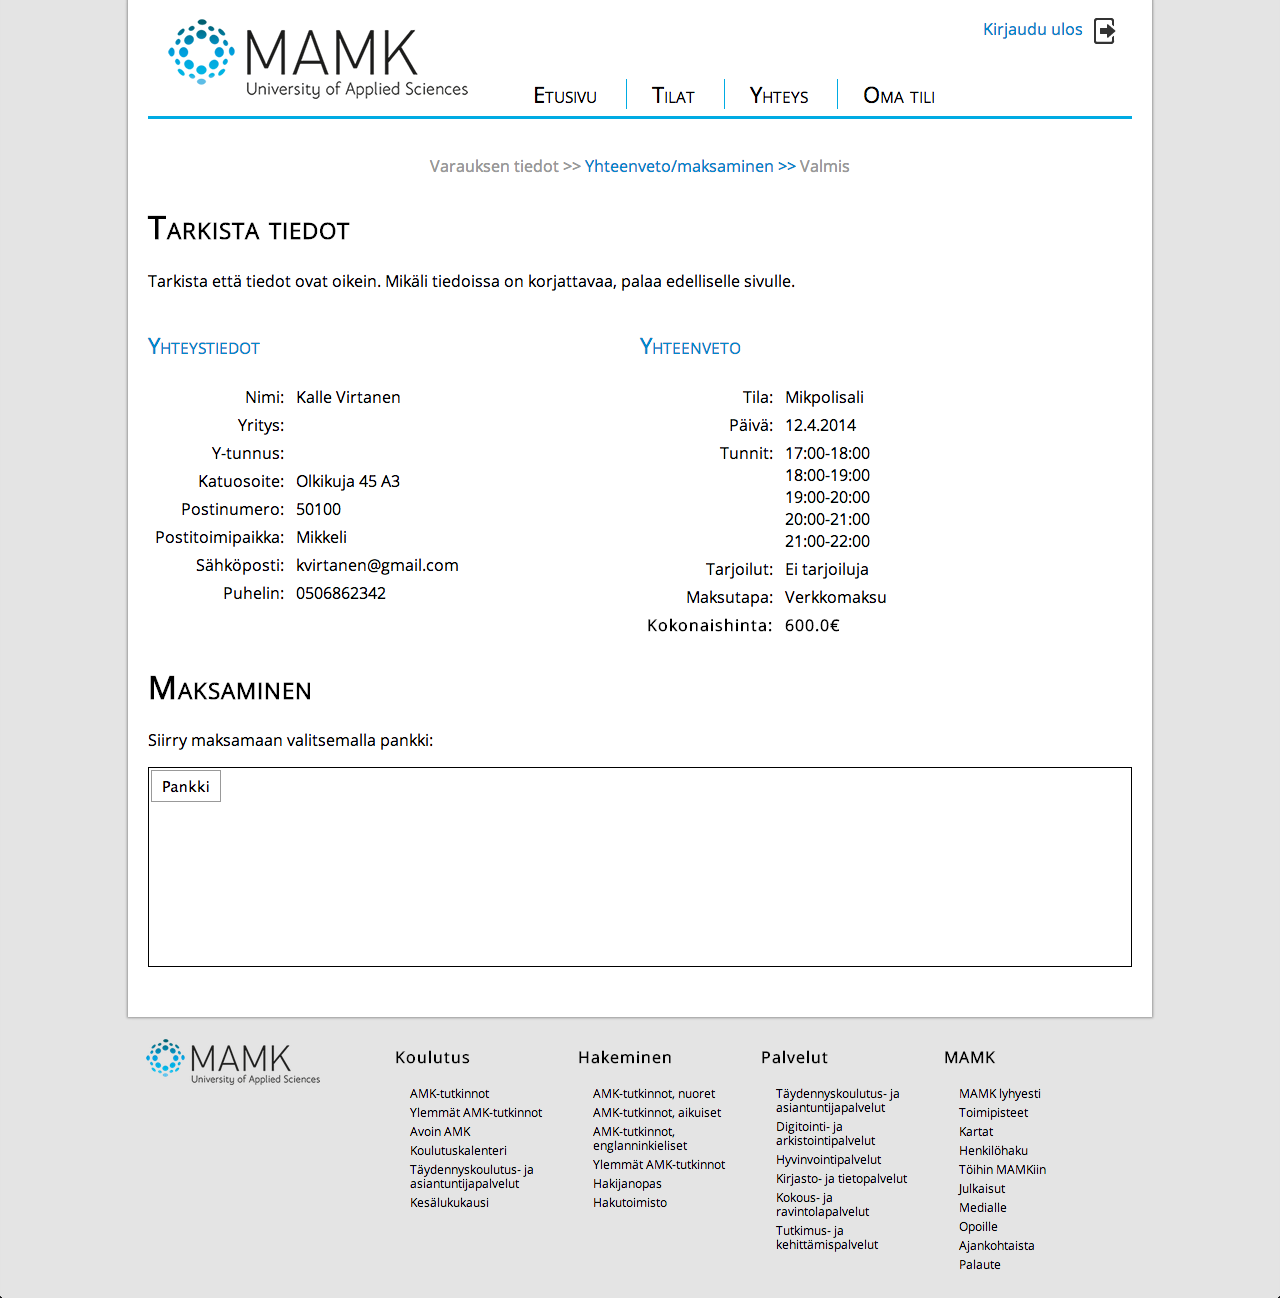 MAMK
University of Applied Sciences
Kirjaudu ulos
Etusivu
Tilat
Yhteys
Oma tili
Varauksen tiedot >> Yhteenveto/maksaminen >> Valmis
Tarkista tiedot
Tarkista että tiedot ovat oikein. Mikäli tiedoissa on korjattavaa, palaa edelliselle sivulle.
Yhteystiedot
Nimi: Kalle Virtanen
Yritys:
Y-tunnus:
Katuosoite: Olkikuja 45 A3
Postinumero: 50100
Postitoimipaikka: Mikkeli
Sähköposti: kvirtanen@gmail.com
Puhelin: 0506862342
Yhteenveto
Tila: Mikpolisali
Päivä: 12.4.2014
Tunnit: 17:00-18:00
18:00-19:00
19:00-20:00
20:00-21:00
21:00-22:00
Tarjoilut: Ei tarjoiluja
Maksutapa: Verkkomaksu
Kokonaishinta: 600.0€
Maksaminen
Siirry maksamaan valitsemalla pankki:
Pankki
MAMK
University of Applied Sciences
Koulutus
AMK-tutkinnot
Ylemmät AMK-tutkinnot
Avoin AMK
Koulutuskalenteri
Täydennyskoulutus- ja
asiantuntijapalvelut
Kesälukukausi
Hakeminen
AMK-tutkinnot, nuoret
AMK-tutkinnot, aikuiset
AMK-tutkinnot,
englanninkieliset
Ylemmät AMK-tutkinnot
Hakijanopas
Hakutoimisto
Palvelut
Täydennyskoulutus- ja
asiantuntijapalvelut
Digitointi- ja
arkistointipalvelut
Hyvinvointipalvelut
Kirjasto- ja tietopalvelut
Kokous- ja
ravintolapalvelut
Tutkimus- ja
kehittämispalvelut
MAMK
MAMK lyhyesti
Toimipisteet
Kartat
Henkilöhaku
Töihin MAMKiin
Julkaisut
Medialle
Opoille
Ajankohtaista
Palaute